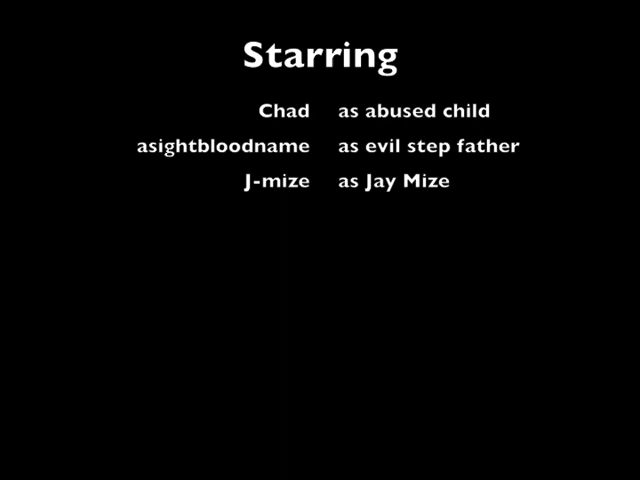 Starring
Chad as abused child
asightbloodname as evil step father
J-mize as Jay Mize